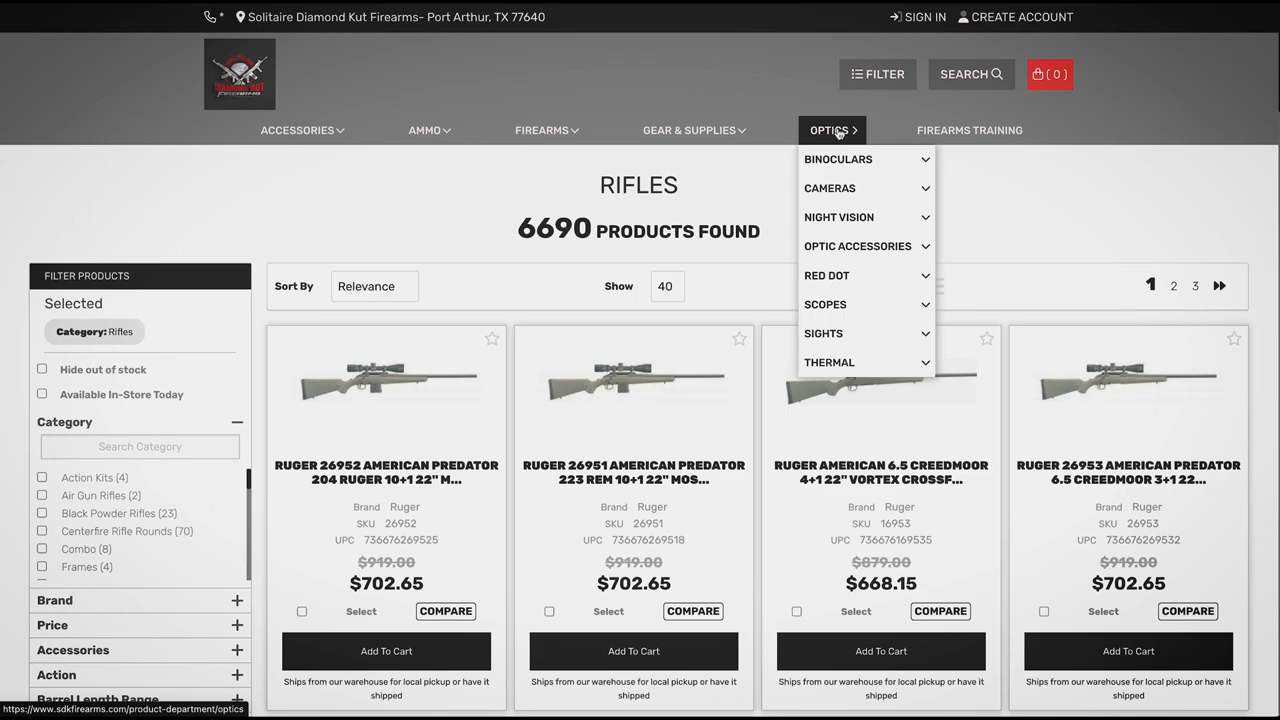 * Solitaire Diamond Kut Firearms- Port Arthur, TX 77640
SIGN IN CREATE ACCOUNT
DIAMOND KUT
FIREARMS
FILTER SEARCH ( 0 )
ACCESSORIES AMMO FIREARMS GEAR & SUPPLIES OPTICS FIREARMS TRAINING
BINOCULARS
CAMERAS
NIGHT VISION
OPTIC ACCESSORIES
RED DOT
SCOPES
SIGHTS
THERMAL
RIFLES
6690 PRODUCTS FOUND
FILTER PRODUCTS
Selected
Category: Rifles
Hide out of stock
Available In-Store Today
Category
Search Category
Action Kits (4)
Air Gun Rifles (2)
Black Powder Rifles (23)
Centerfire Rifle Rounds (70)
Combo (8)
Frames (4)
Brand
Price
Accessories
Action
Barrel Length Range
Sort By Relevance Show 40 1 2 3
RUGER 26952 AMERICAN PREDATOR
204 RUGER 10+1 22" M...
Brand Ruger
SKU 26952
UPC 736676269525
$919.00
$702.65
Select COMPARE
Add To Cart
Ships from our warehouse for local pickup or have it
shipped
RUGER 26951 AMERICAN PREDATOR
223 REM 10+1 22" MOS...
Brand Ruger
SKU 26951
UPC 736676269518
$919.00
$702.65
Select COMPARE
Add To Cart
Ships from our warehouse for local pickup or have it
shipped
RUGER AMERICAN 6.5 CREEDMOOR
4+1 22" VORTEX CROSSF...
Brand Ruger
SKU 16953
UPC 736676169535
$879.00
$668.15
Select COMPARE
Add To Cart
Ships from our warehouse for local pickup or have it
shipped
RUGER 26953 AMERICAN PREDATOR
6.5 CREEDMOOR 3+1 22...
Brand Ruger
SKU 26953
UPC 736676269532
$919.00
$702.65
Select COMPARE
Add To Cart
Ships from our warehouse for local pickup or have it
shipped
https://www.sdkfirearms.com/product-department/optics